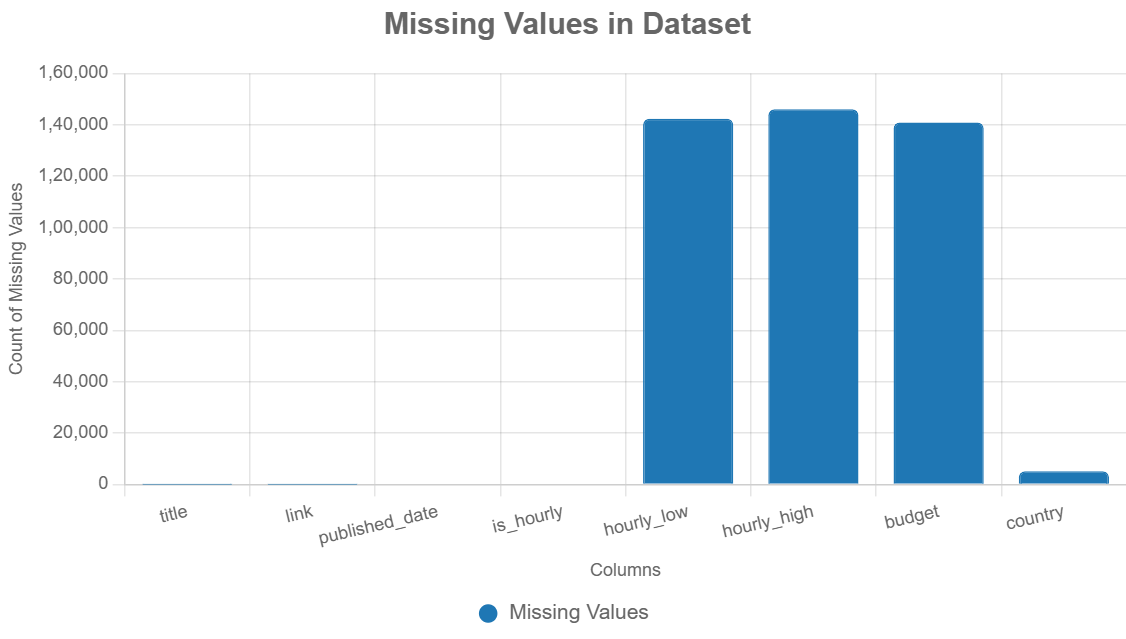 Missing Values in Dataset
Count of Missing Values
1,60,000
1,40,000
1,20,000
1,00,000
80,000
60,000
40,000
20,000
0
title
link
published_date
is_hourly
hourly_low
hourly_high
budget
country
Columns
Missing Values